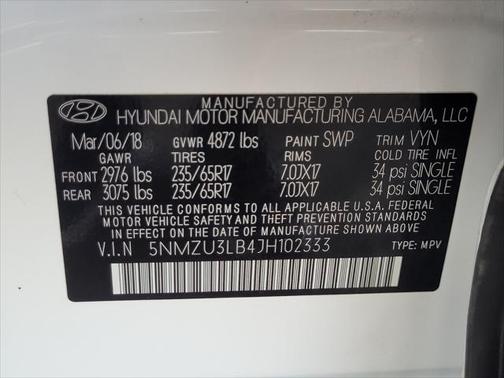 MANUFACTURED BY
HYUNDAI MOTOR MANUFACTURING ALABAMA, LLC
Mar/06/18 GVWR 4872 lbs PAINT SWP TRIM VYN
GAWR TIRES RIMS COLD TIRE INFL
FRONT 2976 lbs 235/65R17 7.0JX17 34 psi SINGLE
REAR 3075 lbs 235/65R17 7.0JX17 34 psi SINGLE
THIS VEHICLE CONFORMS TO ALL APPLICABLE U.S.A. FEDERAL
MOTOR VEHICLE SAFETY AND THEFT PREVENTION STANDARDS
IN EFFECT ON THE DATE OF MANUFACTURE SHOWN ABOVE.
V.I.N 5NMZU3LB4JH102333 TYPE: MPV